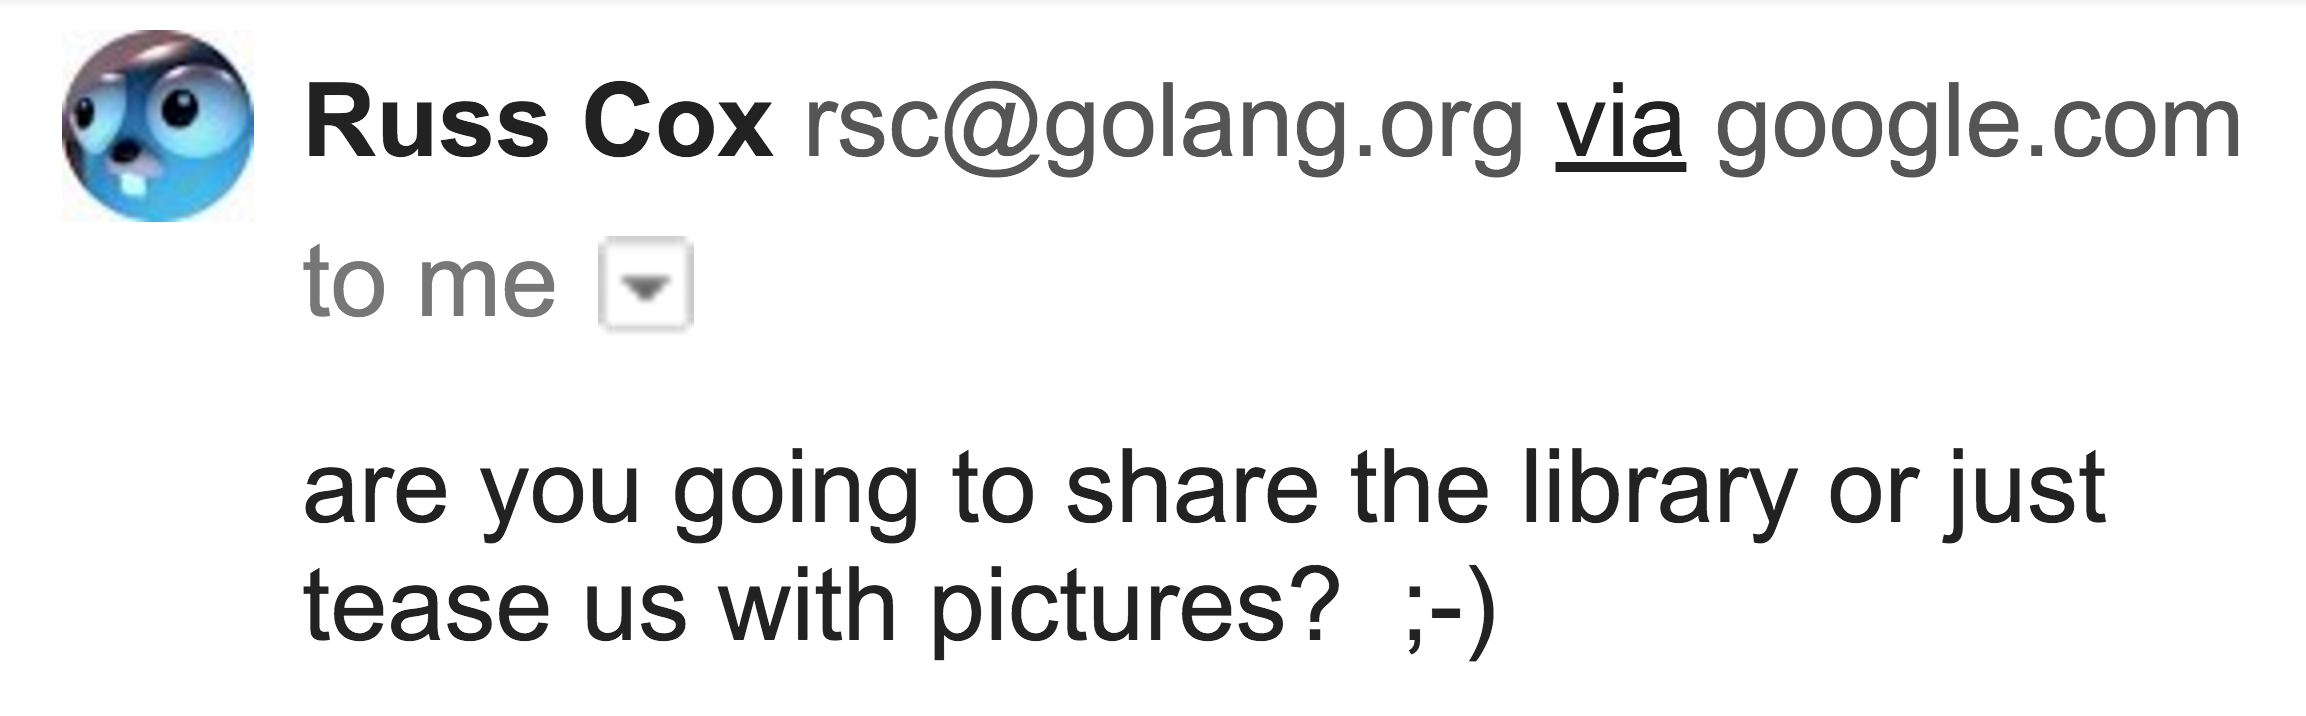 Russ Cox rsc@golang.org via google.com
to me
are you going to share the library or just
tease us with pictures?  ;-)